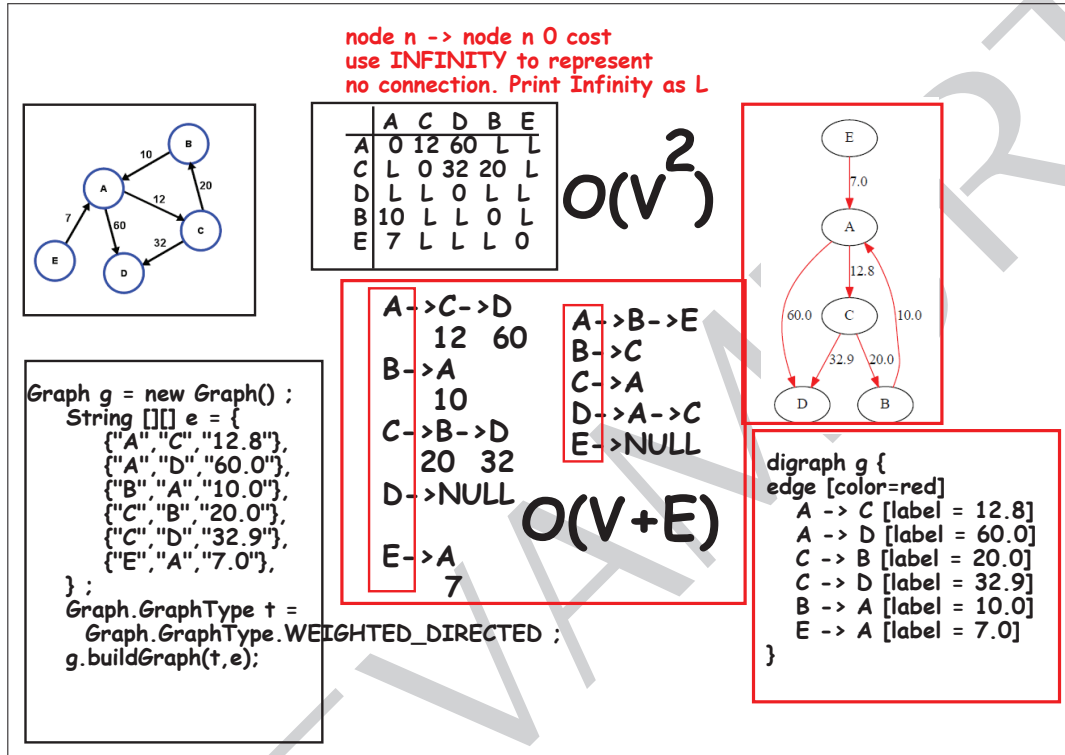 node n -> node n 0 cost
use INFINITY to represent
no connection. Print Infinity as L
B
10
A
20
12
7
60
C
32
E
D
A C D B E
A 0 12 60 L L
C L 0 32 20 L
D L L 0 L L
B 10 L L 0 L
E 7 L L L 0
O(V2)
E
7.0
A
12.8
60.0
C
10.0
32.9
20.0
D
B
A->C->D
12 60
B->A
10
C->B->D
20 32
D->NULL
E->A
7
A->B->E
B->C
C->A
D->A->C
E->NULL
O(V+E)
Graph g = new Graph() ;
String [][] e = {
{"A","C","12.8"},
{"A","D","60.0"},
{"B","A","10.0"},
{"C","B","20.0"},
{"C","D","32.9"},
{"E","A","7.0"},
} ;
Graph.GraphType t =
Graph.GraphType.WEIGHTED_DIRECTED ;
g.buildGraph(t,e);
digraph g {
edge [color=red]
A -> C [label = 12.8]
A -> D [label = 60.0]
C -> B [label = 20.0]
C -> D [label = 32.9]
B -> A [label = 10.0]
E -> A [label = 7.0]
}